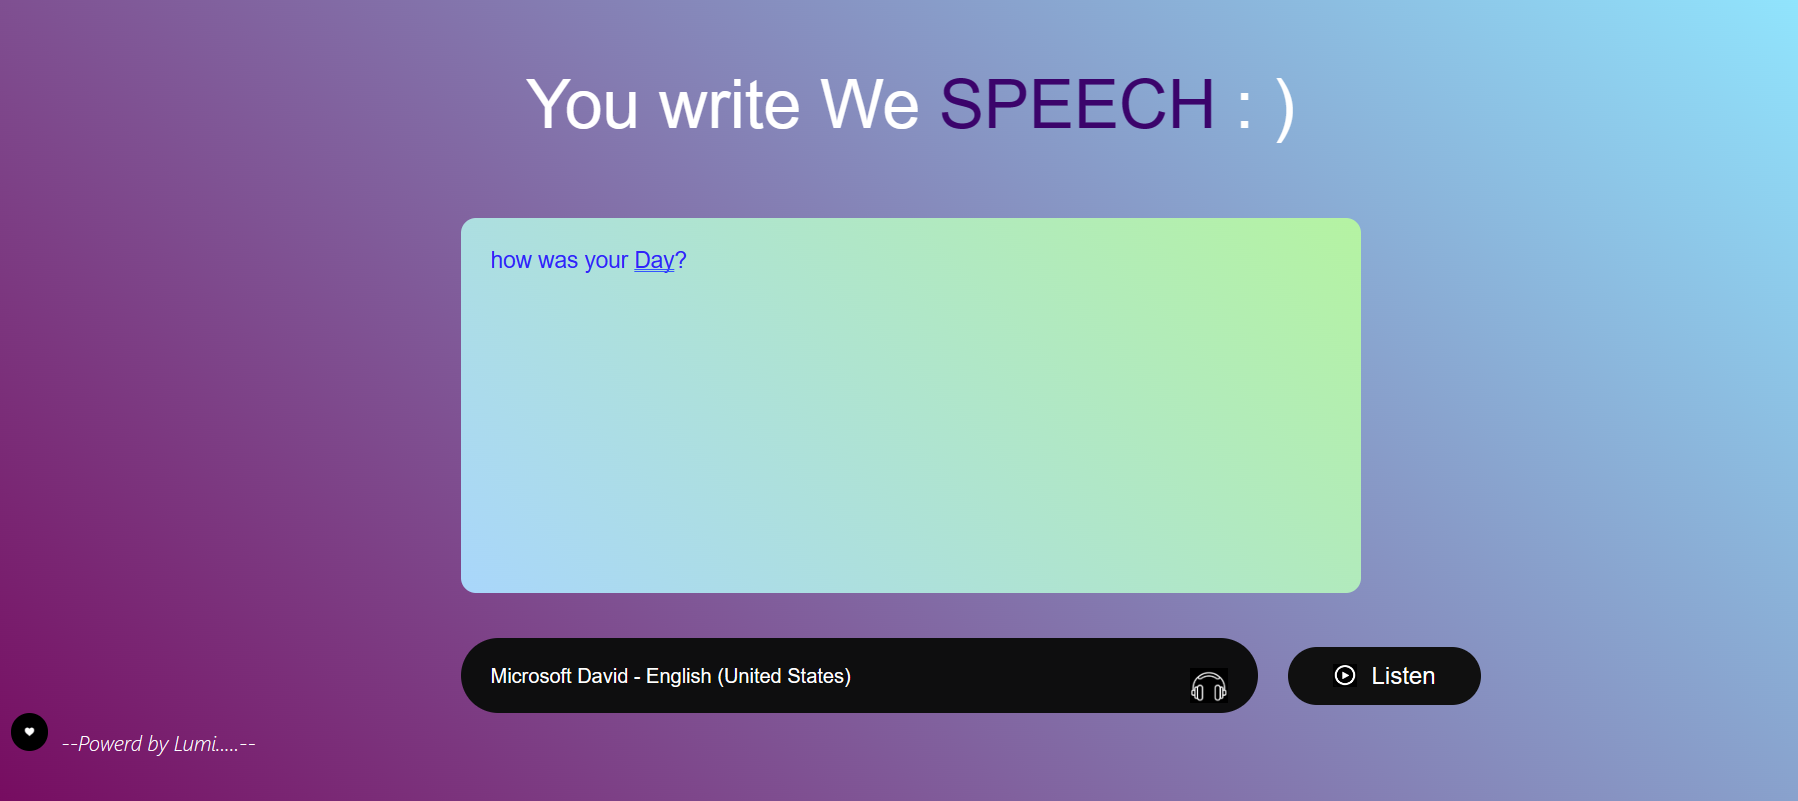 You write We SPEECH : )
how was your Day?
Microsoft David - English (United States)
Listen
--Powerd by Lumi.....--